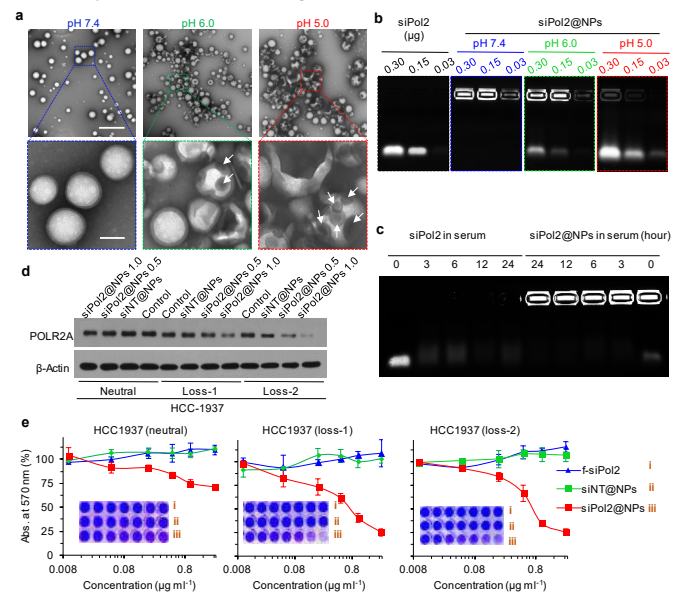 a
pH 7.4
pH 6.0
pH 5.0
b
siPol2
(μg)
siPol2@NPs
pH 7.4
pH 6.0
pH 5.0
0.30 0.15 0.03 0.30 0.15 0.03 0.30 0.15 0.03 0.30 0.15 0.03
c
siPol2 in serum
siPol2@NPs in serum (hour)
0 3 6 12 24 24 12 6 3 0
d
siPol2@NPs 1.0
siPol2@NPs 0.5
siNT@NPs
Control
Control
siNT@NPs
siPol2@NPs 0.5
siPol2@NPs 1.0
Control
siNT@NPs
siPol2@NPs 0.5
siPol2@NPs 1.0
POLR2A
β-Actin
Neutral
Loss-1
Loss-2
HCC-1937
e
HCC1937 (neutral)
HCC1937 (loss-1)
HCC1937 (loss-2)
Abs. at 570 nm (%)
100
75
50
25
0
i
ii
iii
i
ii
iii
i
ii
iii
f-siPol2 i
siNT@NPs ii
siPol2@NPs iii
0.008 0.08 0.8
0.008 0.08 0.8
0.008 0.08 0.8
Concentration (μg ml-1)
Concentration (μg ml-1)
Concentration (μg ml-1)